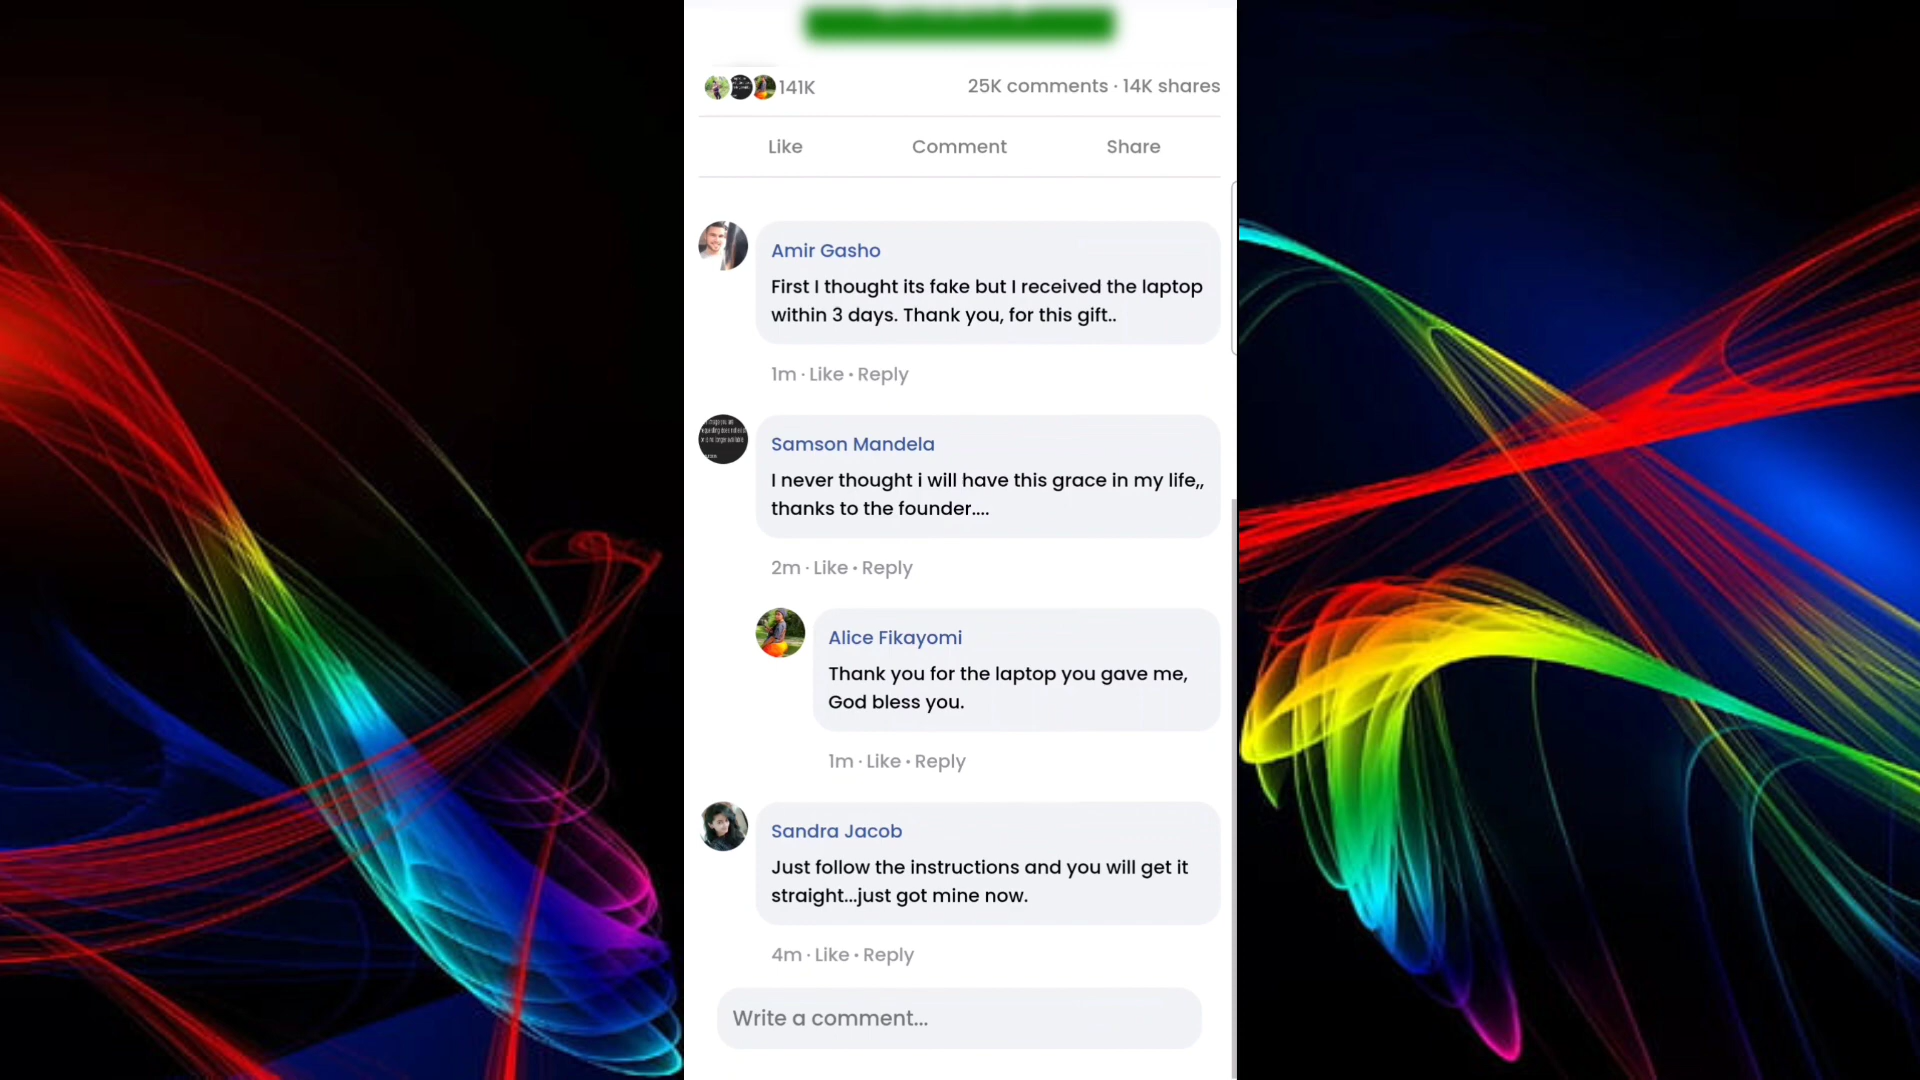 141K
25K comments · 14K shares
Like
Comment
Share
Amir Gasho
First I thought its fake but I received the laptop
within 3 days. Thank you, for this gift..
1m · Like • Reply
Samson Mandela
I never thought i will have this grace in my life,,
thanks to the founder....
2m · Like • Reply
Alice Fikayomi
Thank you for the laptop you gave me,
God bless you.
1m · Like • Reply
Sandra Jacob
Just follow the instructions and you will get it
straight...just got mine now.
4m · Like • Reply
Write a comment...